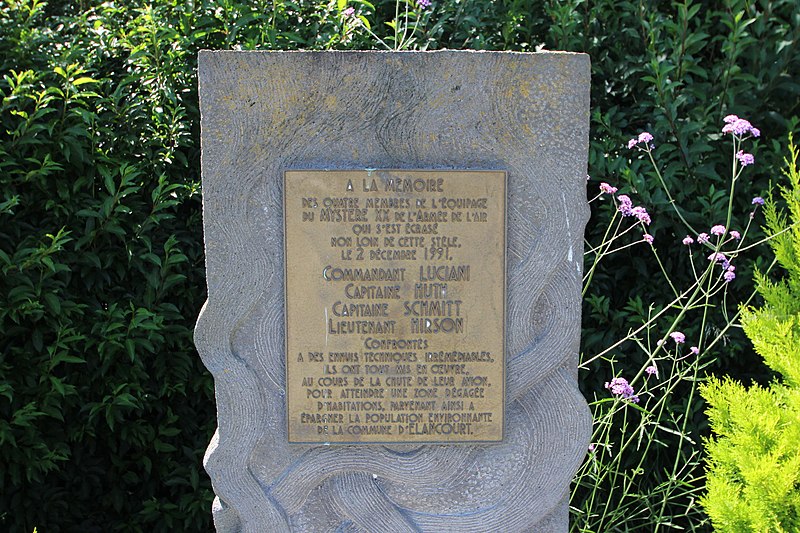 A LA MÉMOIRE
DES QUATRE MEMBRES DE L'ÉQUIPAGE
DU MYSTÈRE XX DE L'ARMÉE DE L'AIR
QUI S'EST ÉCRASÉ
NON LOIN DE CETTE STÈLE,
LE 2 DÉCEMBRE 1991,
COMMANDANT LUCIANI
CAPITAINE HUTH
CAPITAINE SCHMITT
LIEUTENANT HIRSON
CONFRONTÉS
A DES ENNUIS TECHNIQUES IRRÉMÉDIABLES,
ILS ONT TOUT MIS EN ŒUVRE,
AU COURS DE LA CHUTE DE LEUR AVION,
POUR ATTEINDRE UNE ZONE DÉGAGÉE
D'HABITATIONS, PARVENANT AINSI A
ÉPARGNER LA POPULATION ENVIRONNANTE
DE LA COMMUNE D'ÉLANCOURT.